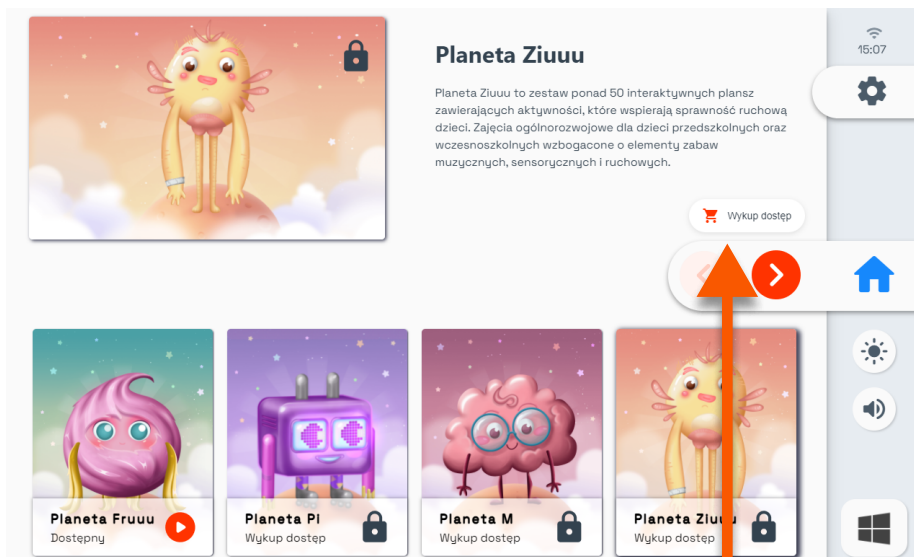 15:07
Planeta Ziuuu
Planeta Ziuuu to zestaw ponad 50 interaktywnych plansz
zawierających aktywności, które wspierają sprawność ruchową
dzieci. Zajęcia ogólnorozwojowe dla dzieci przedszkolnych oraz
wczesnoszkolnych wzbogacone o elementy zabaw
muzycznych, sensorycznych i ruchowych.
Wykup dostęp
Planeta Fruuu
Dostępny
Planeta Pi
Wykup dostęp
Planeta M
Wykup dostęp
Planeta Ziuuu
Wykup dostęp